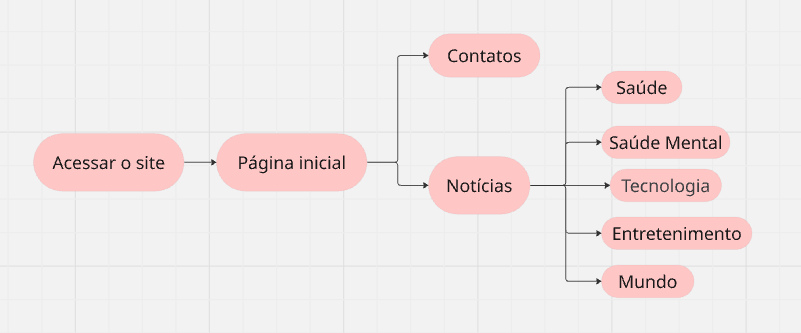 Acessar o site
Página inicial
Contatos
Notícias
Saúde
Saúde Mental
Tecnologia
Entretenimento
Mundo